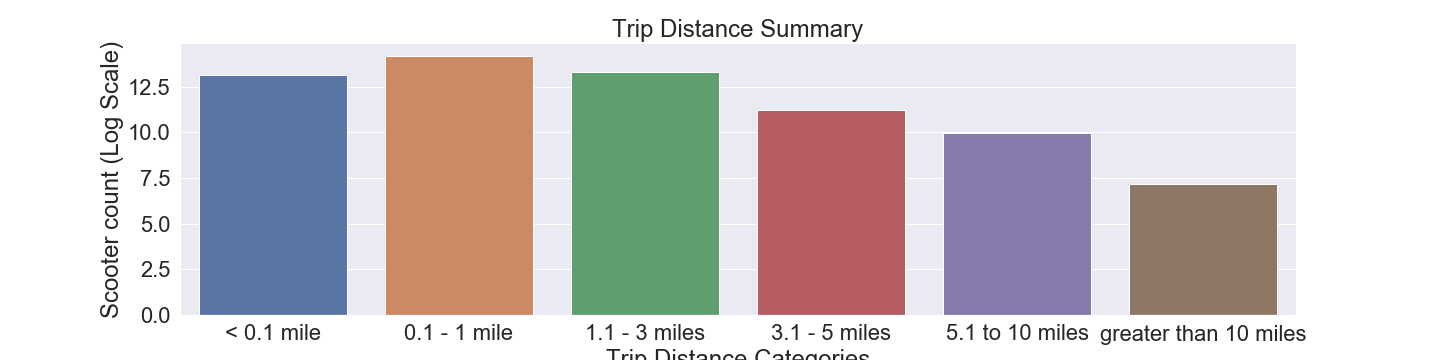 Trip Distance Summary
Scooter count (Log Scale)
12.5
10.0
7.5
5.0
2.5
0.0
< 0.1 mile
0.1 - 1 mile
1.1 - 3 miles
3.1 - 5 miles
5.1 to 10 miles
greater than 10 miles
Trip Distance Categories